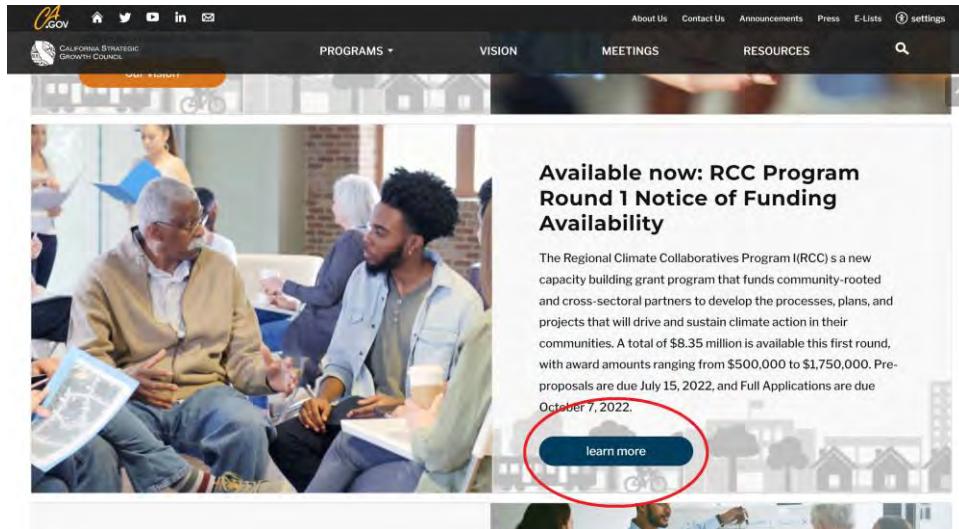 CA.GOV
About Us Contact Us Announcements Press E-Lists settings
CALIFORNIA STRATEGIC
GROWTH COUNCIL
PROGRAMS VISION MEETINGS RESOURCES
Our Vision
Available now: RCC Program
Round 1 Notice of Funding
Availability
The Regional Climate Collaboratives Program I(RCC) s a new
capacity building grant program that funds community-rooted
and cross-sectoral partners to develop the processes, plans, and
projects that will drive and sustain climate action in their
communities. A total of $8.35 million is available this first round,
with award amounts ranging from $500,000 to $1,750,000. Pre-
proposals are due July 15, 2022, and Full Applications are due
October 7, 2022.
learn more